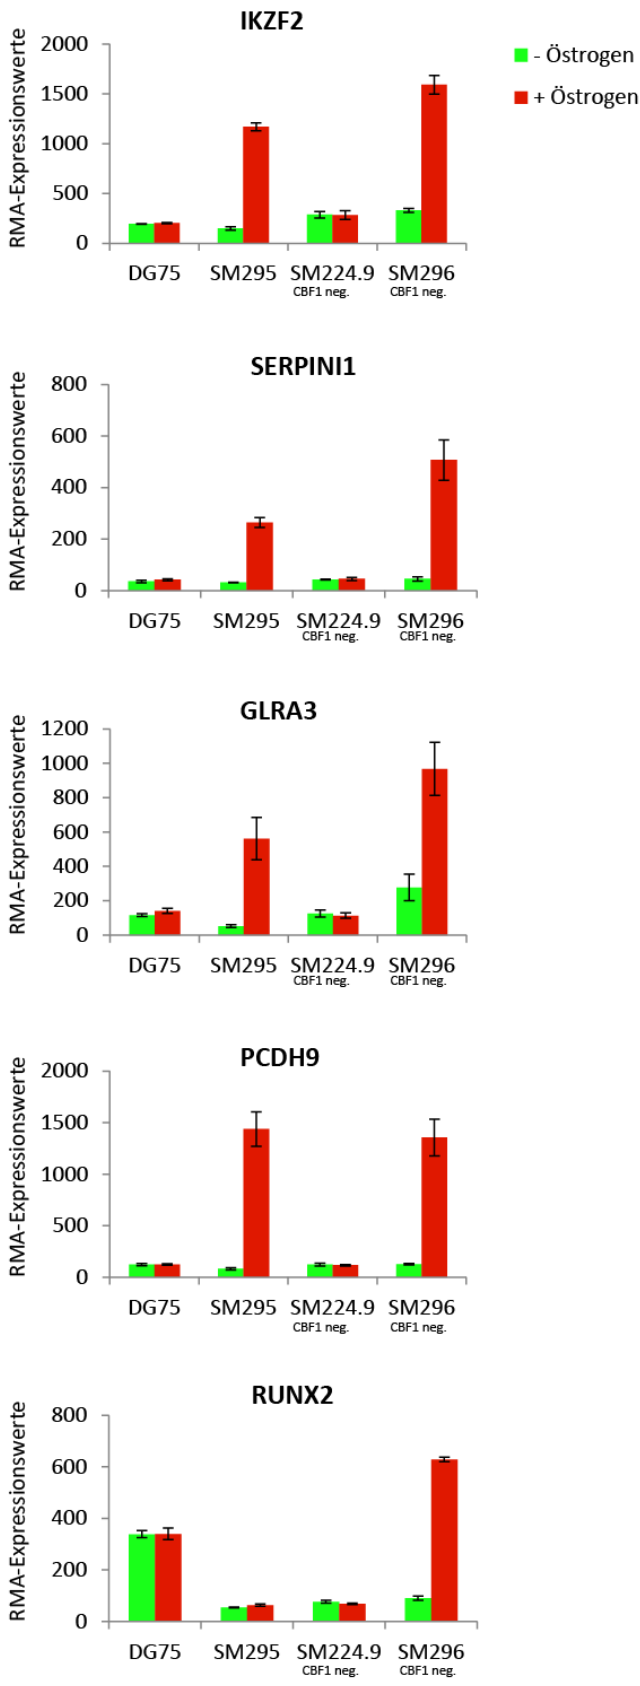 IKZF2
RMA-Expressionswerte
2000
1500
1000
500
0
- Östrogen
+ Östrogen
DG75 SM295 SM224.9 SM296
CBF1 neg. CBF1 neg.
SERPINI1
RMA-Expressionswerte
800
600
400
200
0
DG75 SM295 SM224.9 SM296
CBF1 neg. CBF1 neg.
GLRA3
RMA-Expressionswerte
1200
1000
800
600
400
200
0
DG75 SM295 SM224.9 SM296
CBF1 neg. CBF1 neg.
PCDH9
RMA-Expressionswerte
2000
1500
1000
500
0
DG75 SM295 SM224.9 SM296
CBF1 neg. CBF1 neg.
RUNX2
RMA-Expressionswerte
800
600
400
200
0
DG75 SM295 SM224.9 SM296
CBF1 neg. CBF1 neg.